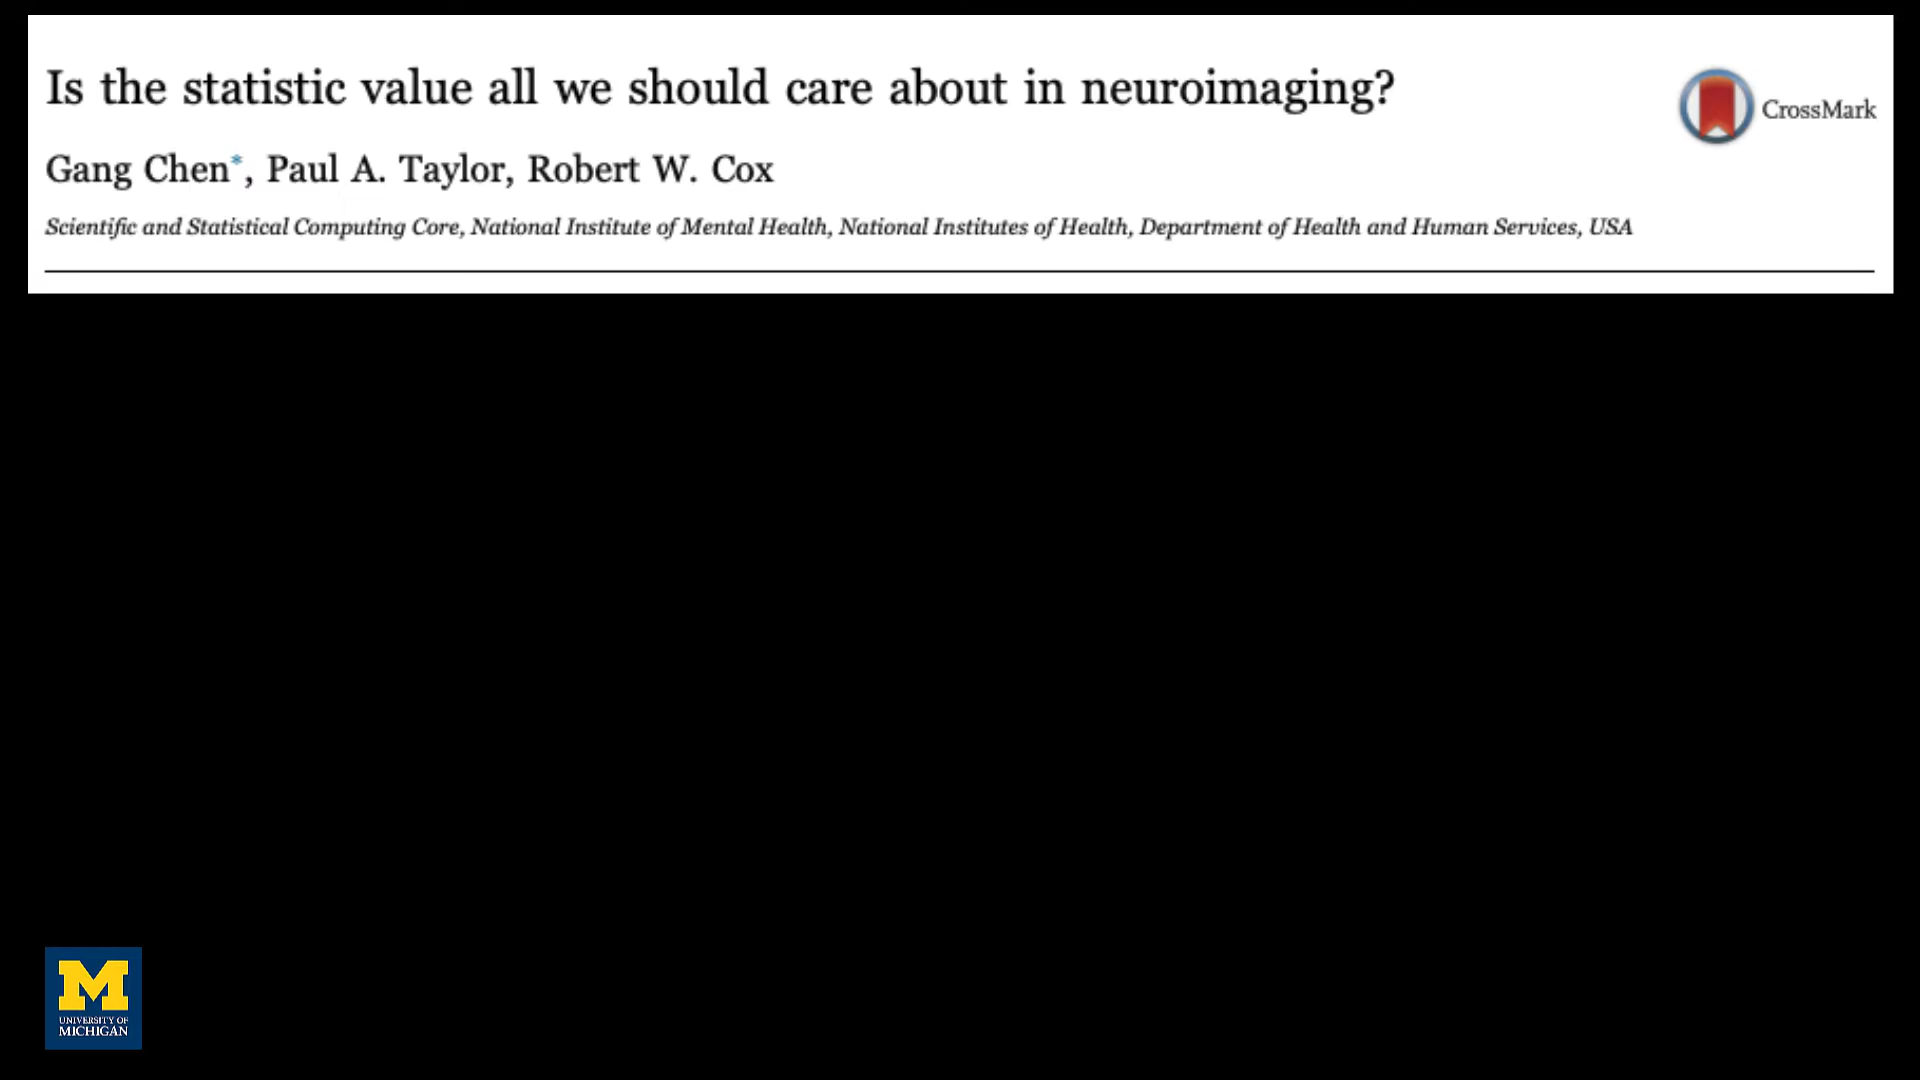 Is the statistic value all we should care about in neuroimaging?
CrossMark
Gang Chen*, Paul A. Taylor, Robert W. Cox
Scientific and Statistical Computing Core, National Institute of Mental Health, National Institutes of Health, Department of Health and Human Services, USA
M
UNIVERSITY OF
MICHIGAN